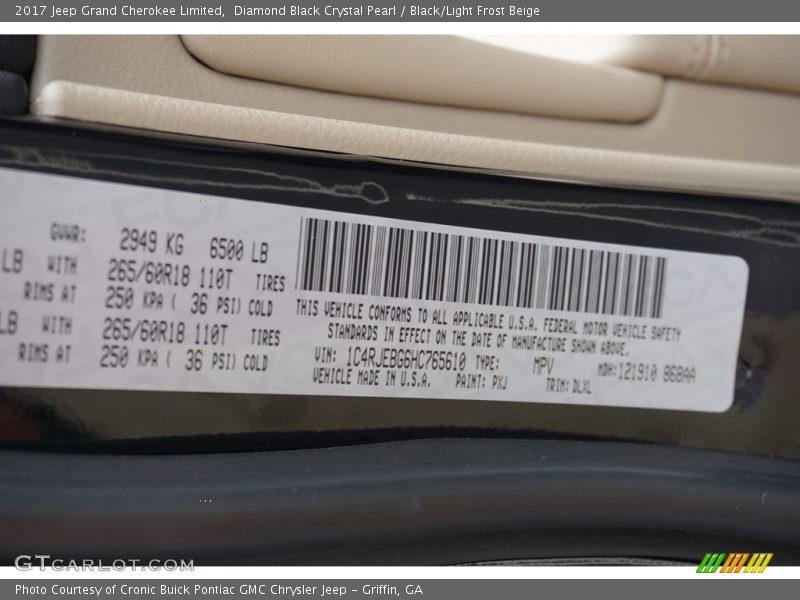 2017 Jeep Grand Cherokee Limited, Diamond Black Crystal Pearl / Black/Light Frost Beige
GVWR: 2949 KG 6500 LB
LB WITH 265/60R18 110T TIRES
RIMS AT 250 KPA ( 36 PSI) COLD
LB WITH 265/60R18 110T TIRES
RIMS AT 250 KPA ( 36 PSI) COLD
THIS VEHICLE CONFORMS TO ALL APPLICABLE U.S.A. FEDERAL MOTOR VEHICLE SAFETY
STANDARDS IN EFFECT ON THE DATE OF MANUFACTURE SHOWN ABOVE.
VIN: 1C4RJEBG6HC765610 TYPE: MPV MDH:121910 868AA
VEHICLE MADE IN U.S.A. PAINT: PXJ TRIM:DLXL
GTCARLOT.COM
Photo Courtesy of Cronic Buick Pontiac GMC Chrysler Jeep - Griffin, GA